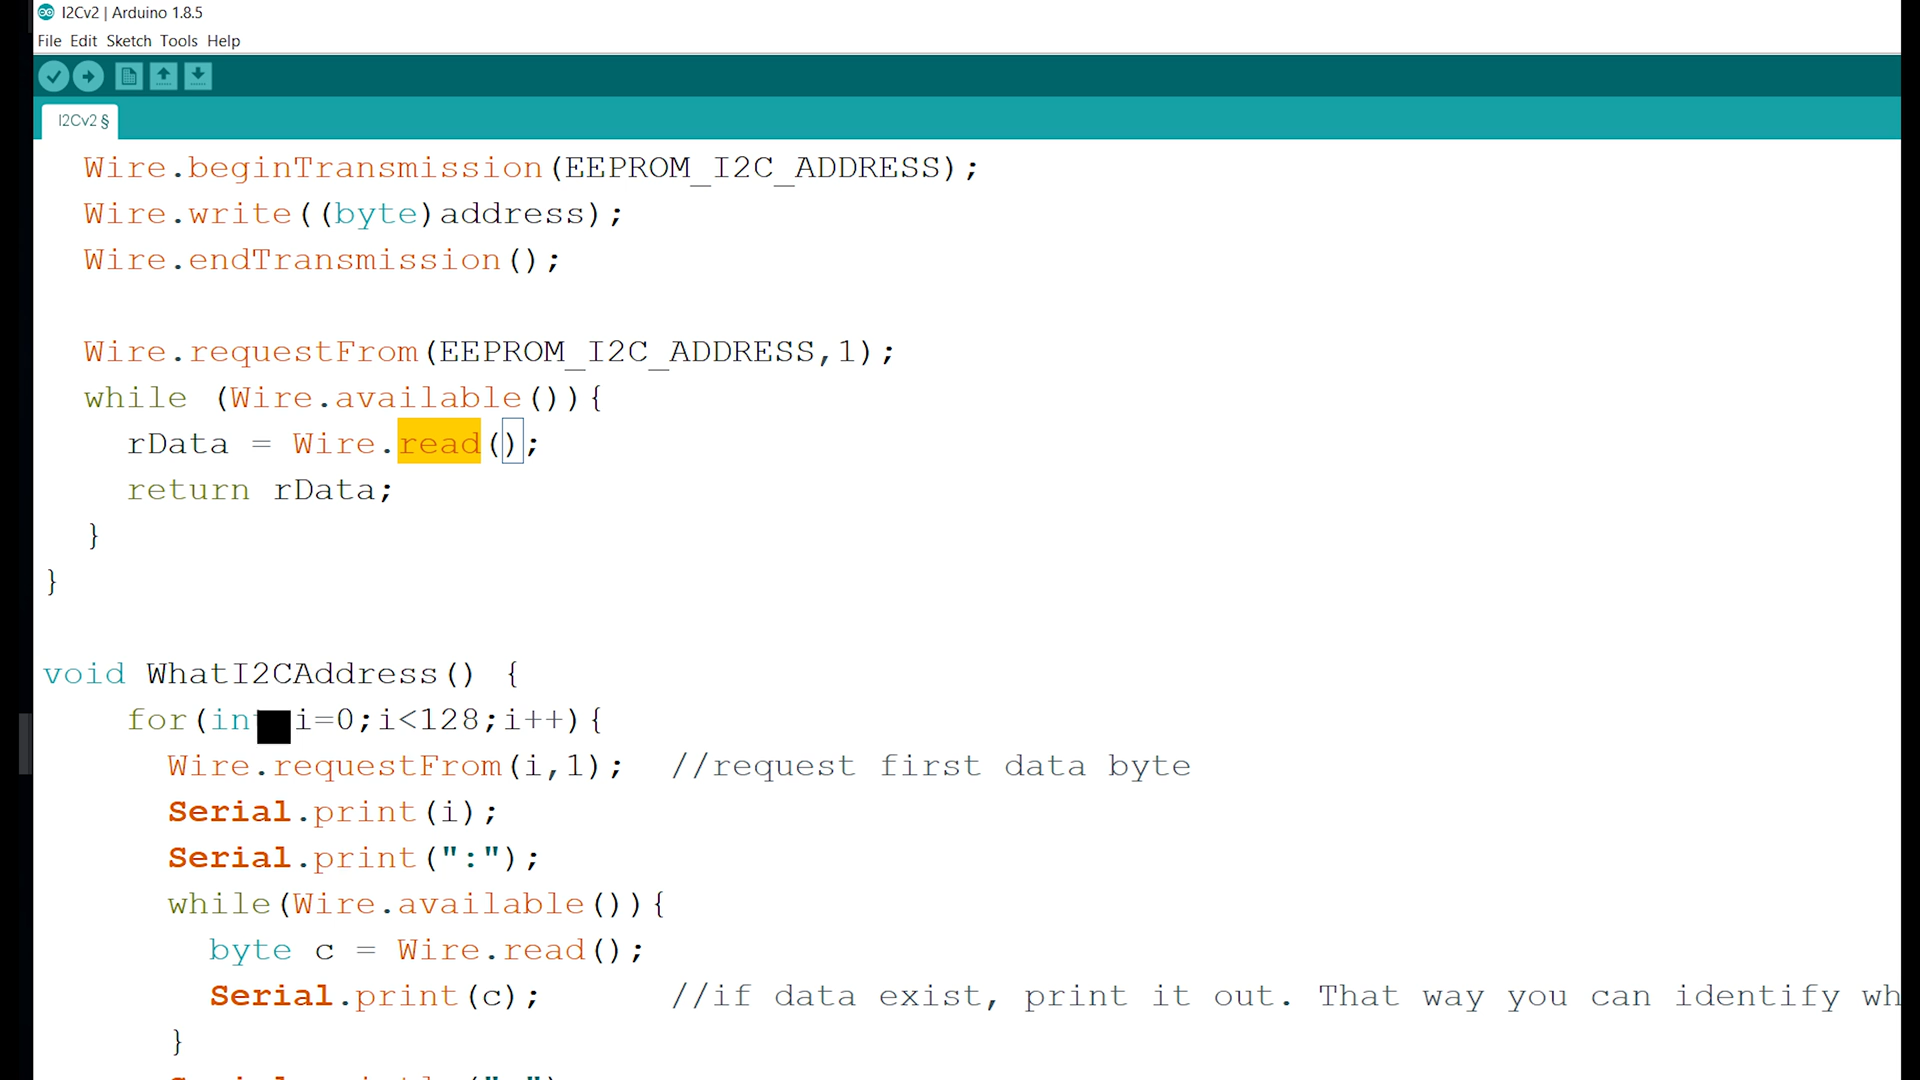 I2Cv2 | Arduino 1.8.5
File Edit Sketch Tools Help
I2Cv2 §
Wire.beginTransmission(EEPROM_I2C_ADDRESS);
Wire.write((byte)address);
Wire.endTransmission();
Wire.requestFrom(EEPROM_I2C_ADDRESS,1);
while (Wire.available()){
rData = Wire.read();
return rData;
}
}
void WhatI2CAddress() {
for(int i=0;i<128;i++){
Wire.requestFrom(i,1); //request first data byte
Serial.print(i);
Serial.print(":");
while(Wire.available()){
byte c = Wire.read();
Serial.print(c); //if data exist, print it out. That way you can identify wh
}